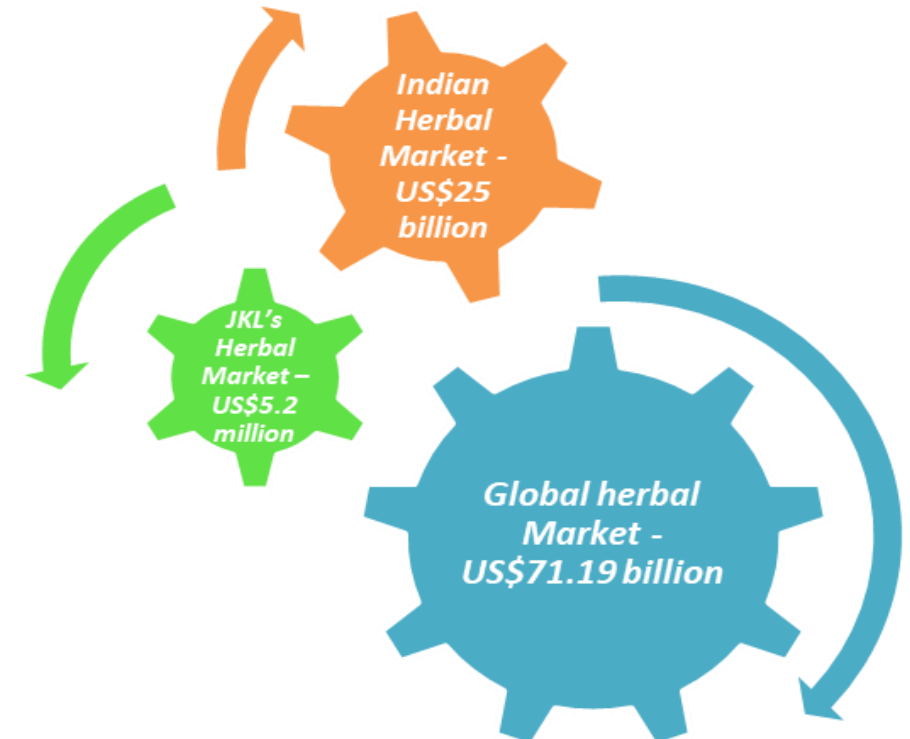 Indian
Herbal
Market -
US$25
billion
JKL’s
Herbal
Market –
US$5.2
million
Global herbal
Market -
US$71.19 billion